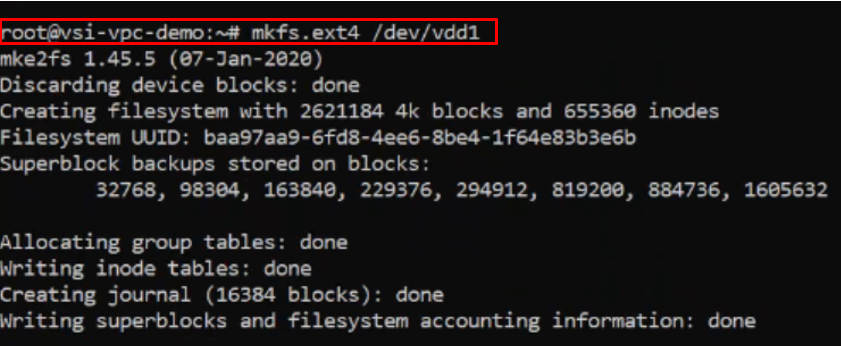 root@vsi-vpc-demo:~# mkfs.ext4 /dev/vdd1
mke2fs 1.45.5 (07-Jan-2020)
Discarding device blocks: done
Creating filesystem with 2621184 4k blocks and 655360 inodes
Filesystem UUID: baa97aa9-6fd8-4ee6-8be4-1f64e83b3e6b
Superblock backups stored on blocks:
        32768, 98304, 163840, 229376, 294912, 819200, 884736, 1605632

Allocating group tables: done
Writing inode tables: done
Creating journal (16384 blocks): done
Writing superblocks and filesystem accounting information: done